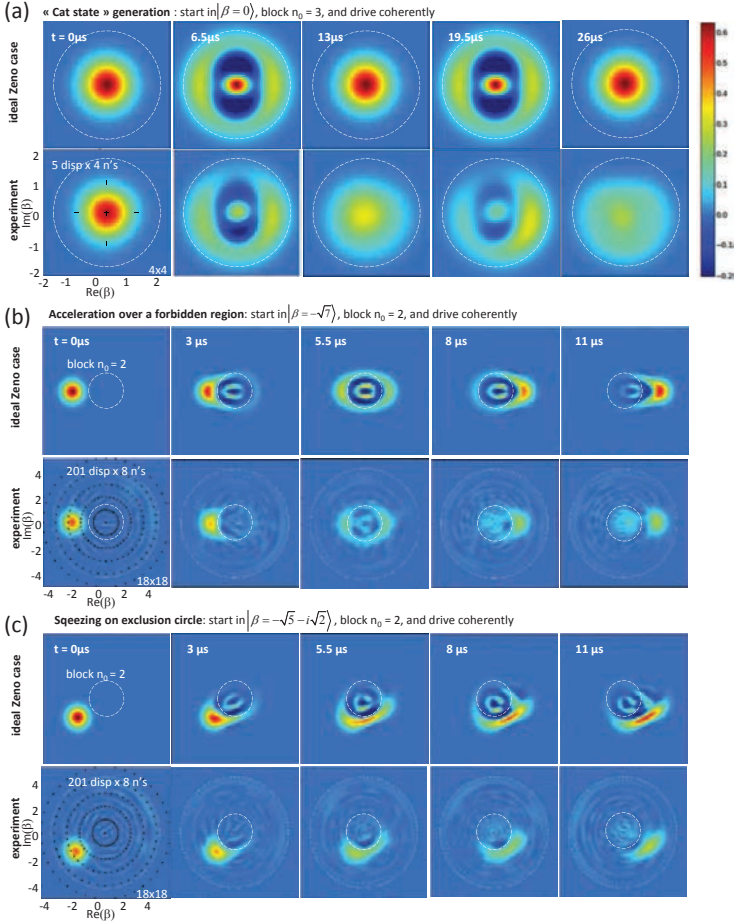 (a) « Cat state » generation : start in|β=0⟩, block n₀ = 3, and drive coherently
t = 0μs 6.5μs 13μs 19.5μs 26μs
ideal Zeno case
0.6
0.5
0.4
0.3
0.2
0.1
0.0
-0.1
-0.20
experiment
Im(β)
2
1
0
-1
-2
5 disp x 4 n's
4x4
-2 -1 0 1 2
Re(β)
(b) Acceleration over a forbidden region: start in|β=−√7⟩, block n₀ = 2, and drive coherently
t = 0μs 3 μs 5.5μs 8 μs 11 μs
block n₀ = 2
ideal Zeno case
experiment
Im(β)
4
2
0
-2
-4
201 disp x 8 n's
18x18
-4 -2 0 2 4
Re(β)
(c) Sqeezing on exclusion circle: start in|β=−√5−i√2⟩, block n₀ = 2, and drive coherently
t = 0μs 3 μs 5.5μs 8 μs 11 μs
block n₀ = 2
ideal Zeno case
experiment
Im(β)
4
2
0
-2
-4
201 disp x 8 n's
18x18
-4 -2 0 2 4
Re(β)